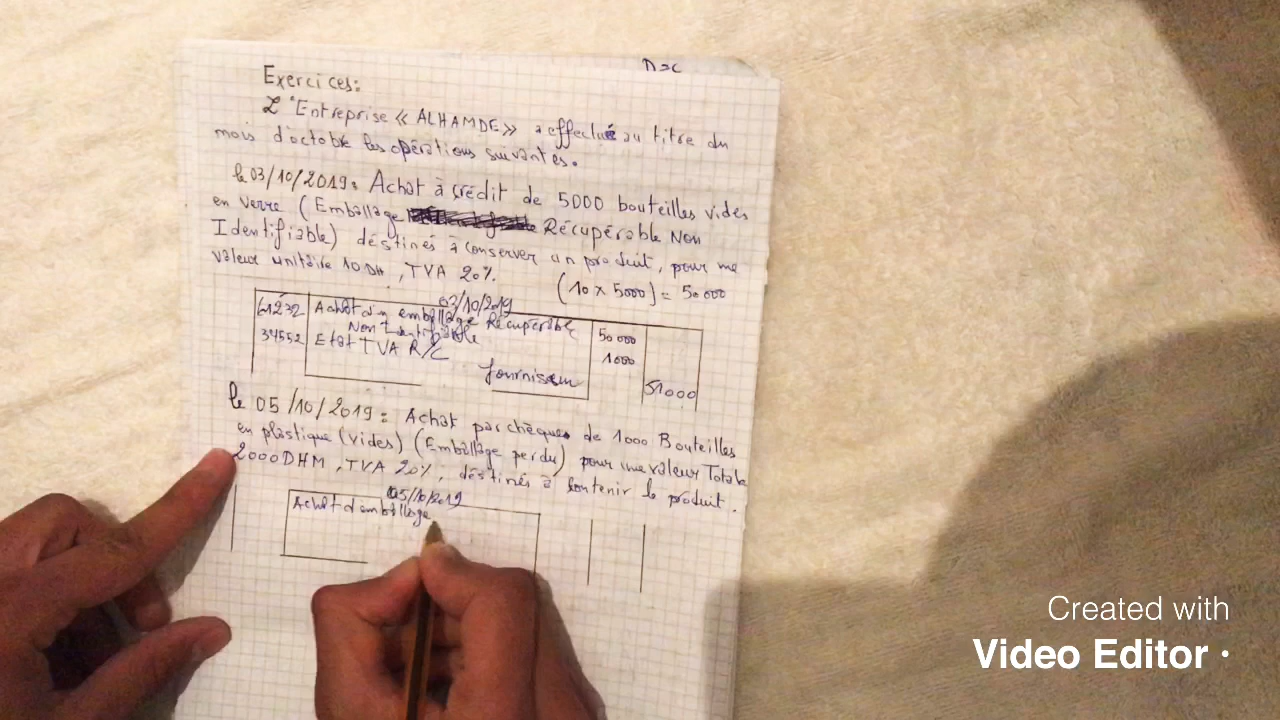 D=C
Exercices:
L'Entreprise « ALHAMDE » a effectué au titre du
mois d'octobre les opérations suivantes.
le 03/10/2019: Achat à crédit de 5000 bouteilles vides
en verre (Emballage Récupérable Non
Identifiable) déstinés à conserver un produit, pour une
valeur unitaire 10 DH, TVA 20%. (10 x 5000) = 50 000
03/10/2019
61232 Achat d'emballage Récupérable 50 000
Non Identifiable
34552 Etat TVA R/C 1000
fournisseur 51000
le 05/10/2019: Achat par chèques de 1000 Bouteilles
en plastique (vides) (Emballage perdu) pour une valeur Totale
2000DHM, TVA 20%, déstinés à contenir le produit.
05/10/2019
Achat d'emballage
Created with
Video Editor